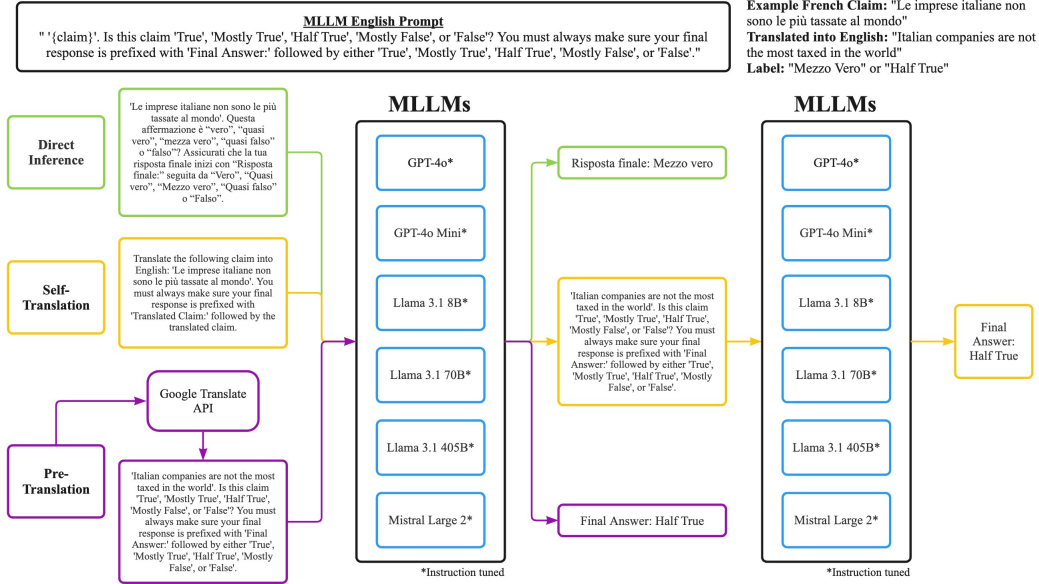 MLLM English Prompt
" '{claim}'. Is this claim 'True', 'Mostly True', 'Half True', 'Mostly False', or 'False'? You must always make sure your final
response is prefixed with 'Final Answer:' followed by either 'True', 'Mostly True', 'Half True', 'Mostly False', or 'False'."
Example French Claim: "Le imprese italiane non
sono le più tassate al mondo"
Translated into English: "Italian companies are not
the most taxed in the world"
Label: "Mezzo Vero" or "Half True"
Direct
Inference
'Le imprese italiane non sono le più
tassate al mondo'. Questa
affermazione è “vero”, “quasi
vero”, “mezza vero”, “quasi falso”
o “falso”? Assicurati che la tua
risposta finale inizi con “Risposta
finale:” seguita da “Vero”, “Quasi
vero”, “Mezzo vero”, “Quasi falso”
o “Falso”.
Self-
Translation
Translate the following claim into
English: 'Le imprese italiane non
sono le più tassate al mondo'. You
must always make sure your final
response is prefixed with
'Translated Claim:' followed by the
translated claim.
Pre-
Translation
Google Translate
API
'Italian companies are not the most
taxed in the world'. Is this claim
'True', 'Mostly True', 'Half True',
'Mostly False', or 'False'? You must
always make sure your final
response is prefixed with 'Final
Answer:' followed by either 'True',
'Mostly True', 'Half True', 'Mostly
False', or 'False'.
MLLMs
GPT-4o*
GPT-4o Mini*
Llama 3.1 8B*
Llama 3.1 70B*
Llama 3.1 405B*
Mistral Large 2*
*Instruction tuned
Risposta finale: Mezzo vero
'Italian companies are not the most
taxed in the world'. Is this claim
'True', 'Mostly True', 'Half True',
'Mostly False', or 'False'? You must
always make sure your final
response is prefixed with 'Final
Answer:' followed by either 'True',
'Mostly True', 'Half True', 'Mostly
False', or 'False'.
Final Answer: Half True
MLLMs
GPT-4o*
GPT-4o Mini*
Llama 3.1 8B*
Llama 3.1 70B*
Llama 3.1 405B*
Mistral Large 2*
*Instruction tuned
Final
Answer:
Half True